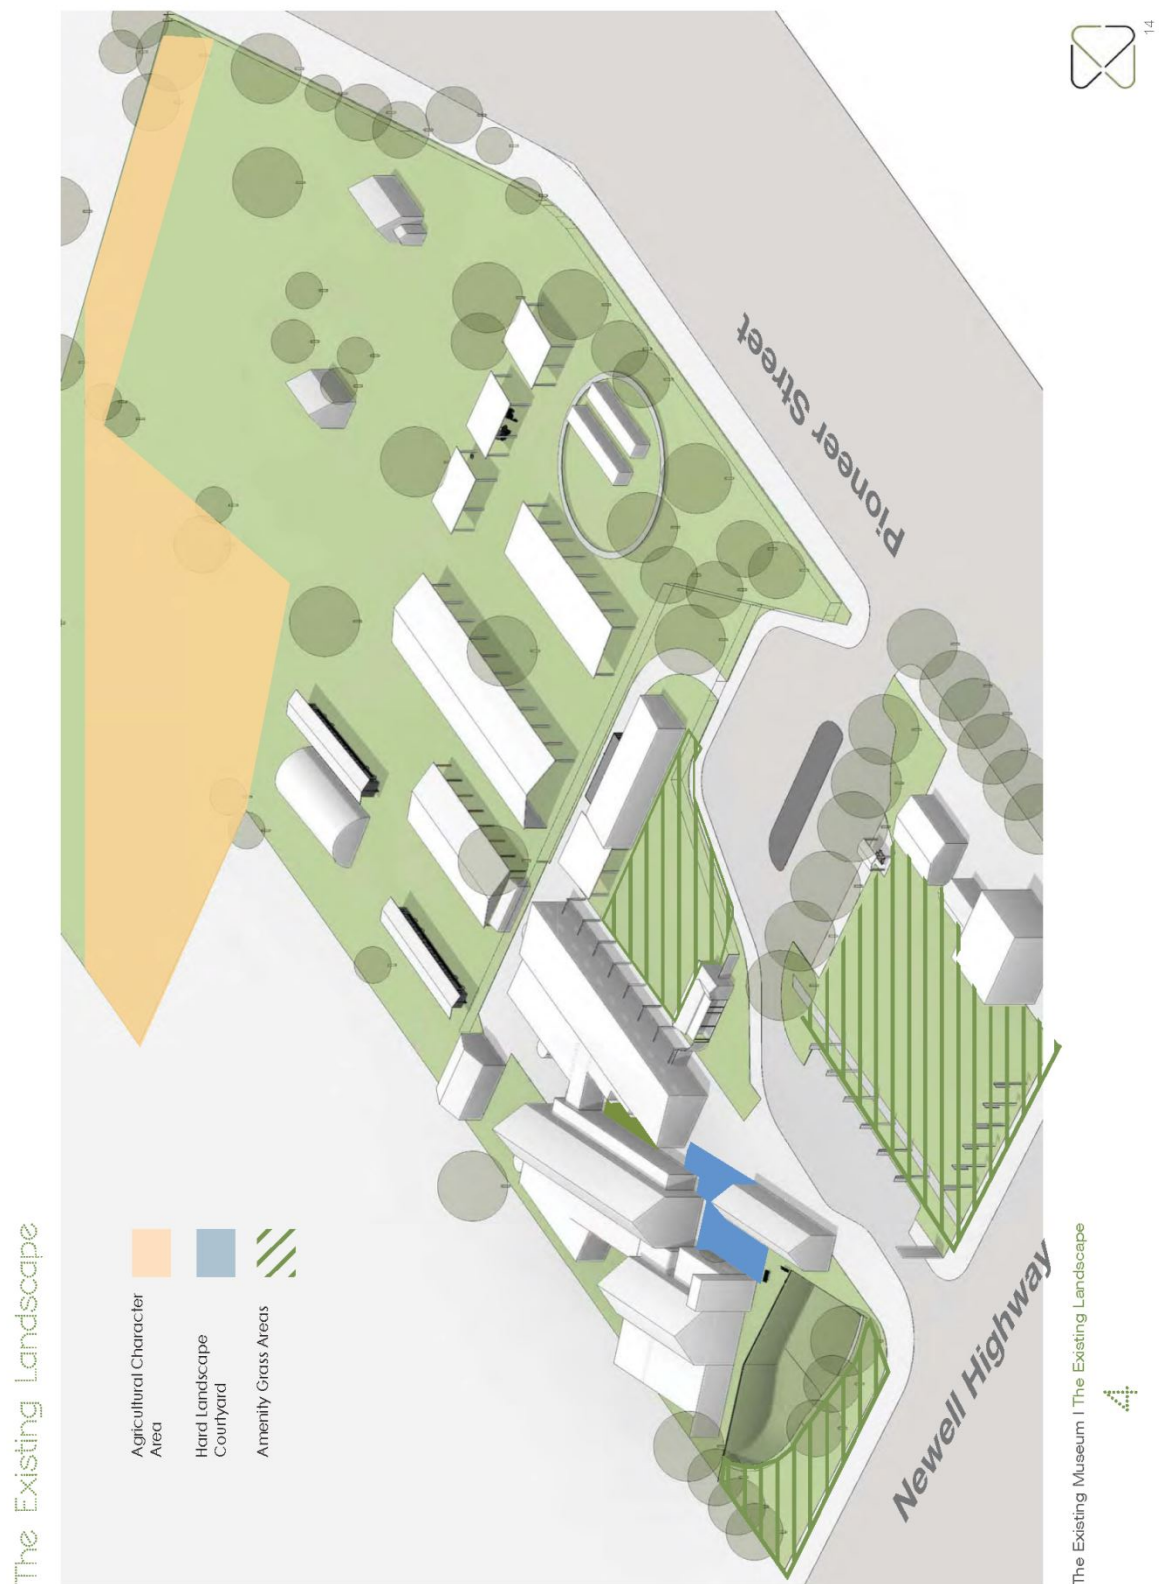 The Existing Landscape
Agricultural Character
Area
Hard Landscape
Courtyard
Amenity Grass Areas
Pioneer Street
Newell Highway
The Existing Museum | The Existing Landscape
4
14